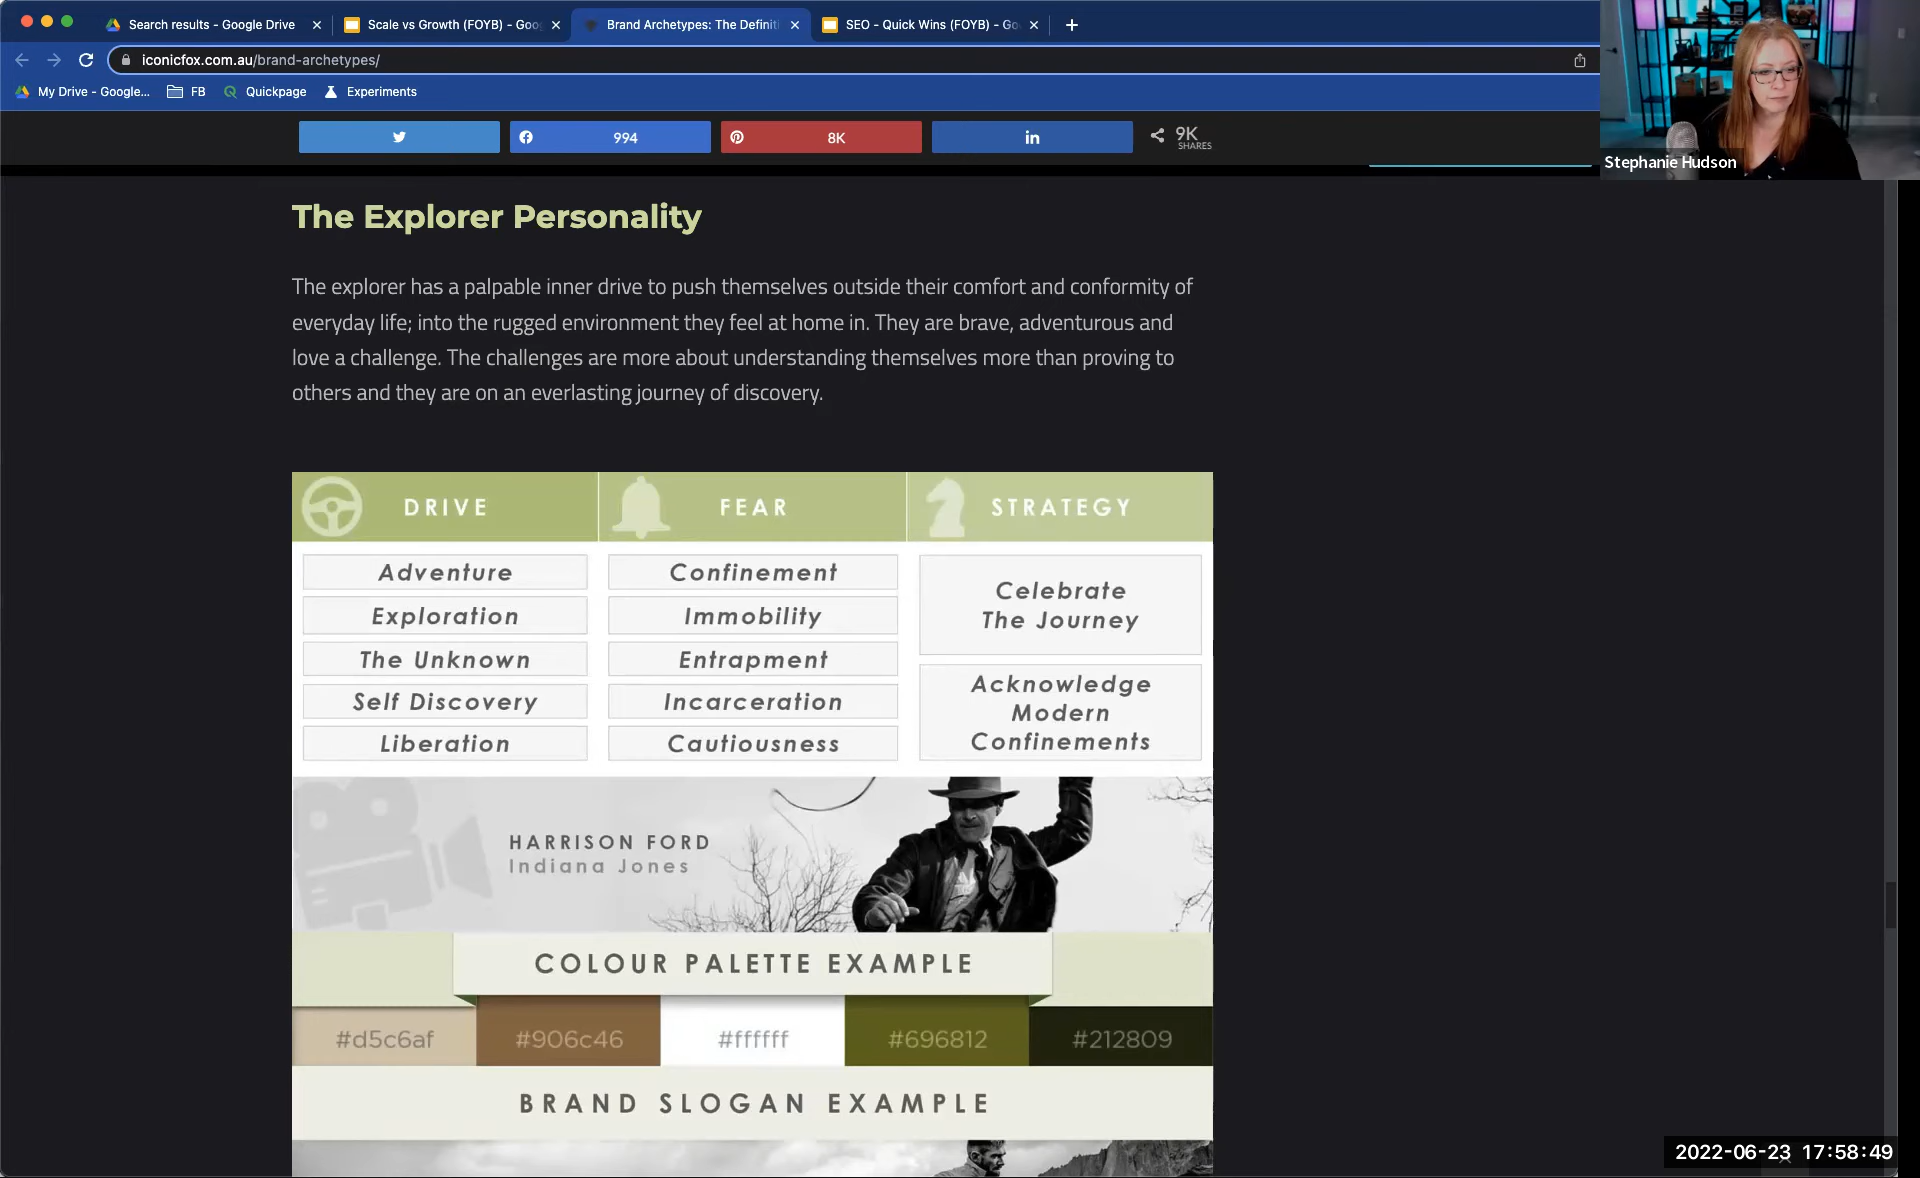 Search results - Google Drive
Scale vs Growth (FOYB) - Goo
Brand Archetypes: The Definit
SEO - Quick Wins (FOYB) - Go
iconicfox.com.au/brand-archetypes/
My Drive - Google...
FB
Quickpage
Experiments
994
8K
in
9K
SHARES
Stephanie Hudson
The Explorer Personality
The explorer has a palpable inner drive to push themselves outside their comfort and conformity of
everyday life; into the rugged environment they feel at home in. They are brave, adventurous and
love a challenge. The challenges are more about understanding themselves more than proving to
others and they are on an everlasting journey of discovery.
DRIVE
FEAR
STRATEGY
Adventure
Exploration
The Unknown
Self Discovery
Liberation
Confinement
Immobility
Entrapment
Incarceration
Cautiousness
Celebrate
The Journey
Acknowledge
Modern
Confinements
HARRISON FORD
Indiana Jones
COLOUR PALETTE EXAMPLE
#d5c6af
#906c46
#ffffff
#696812
#212809
BRAND SLOGAN EXAMPLE
2022-06-23 17:58:49